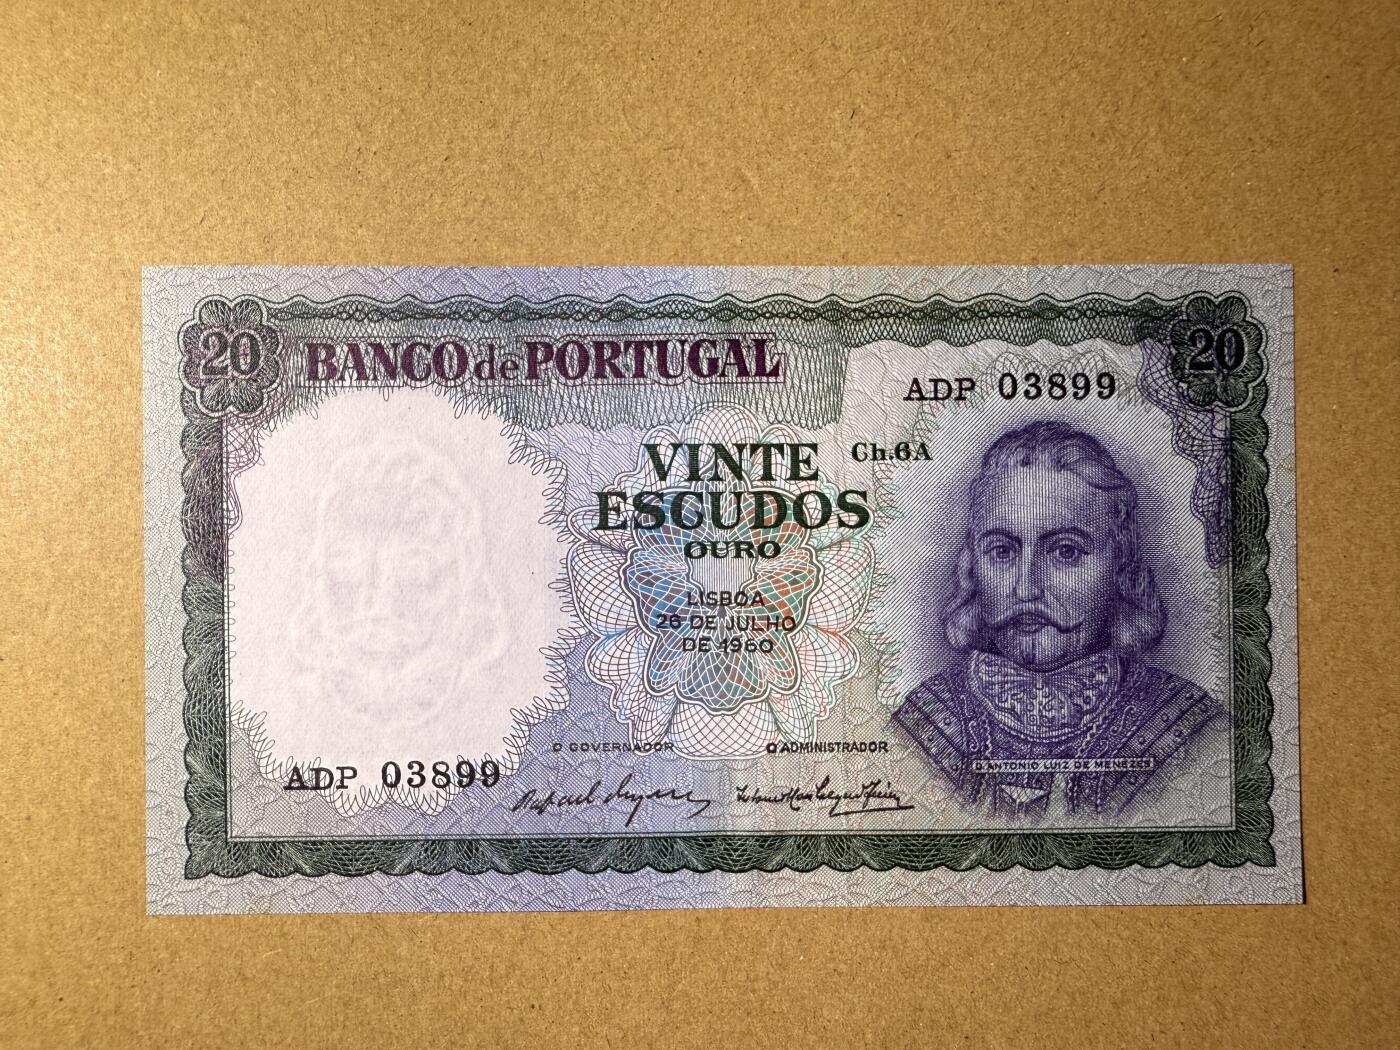 20 BANCO de PORTUGAL 20
ADP 03899
VINTE Ch.6A
ESCUDOS
OURO
LISBOA
26 DE JULHO
DE 1960
O GOVERNADOR O ADMINISTRADOR
D. ANTONIO LUIZ DE MENEZES
ADP 03899